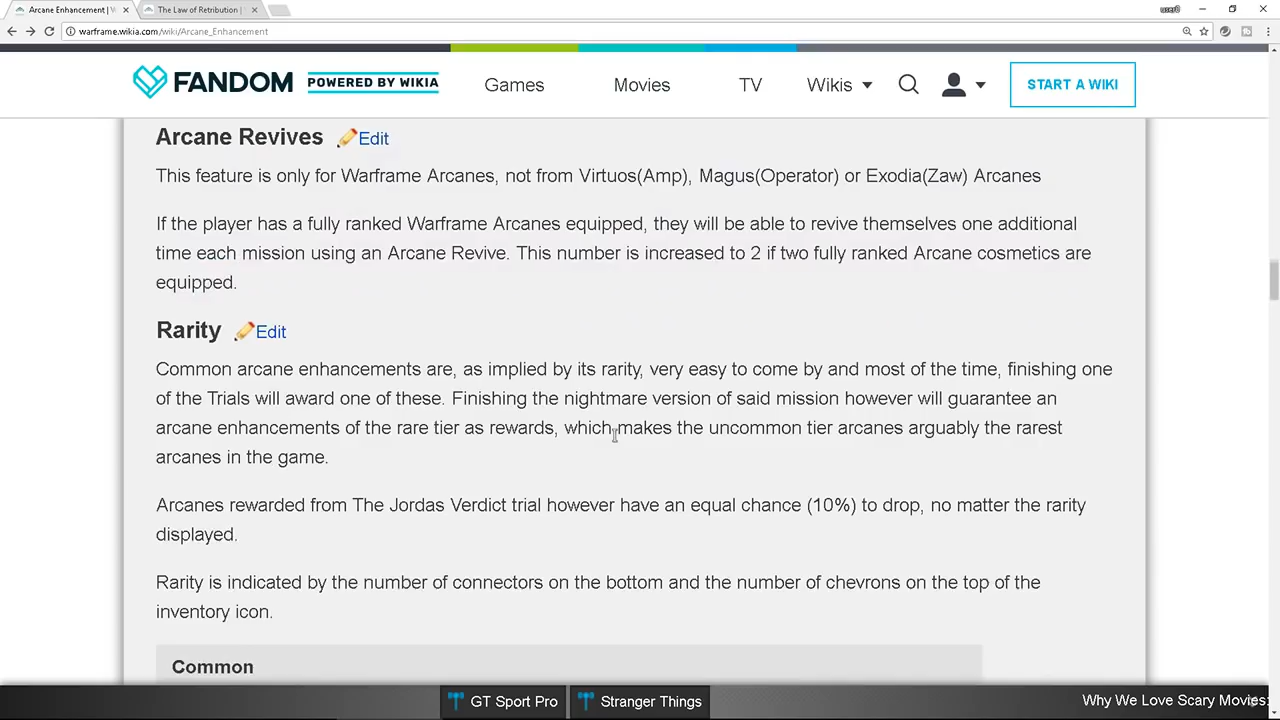 Arcane Enhancement | W
The Law of Retribution |
user0
warframe.wikia.com/wiki/Arcane_Enhancement
FANDOM POWERED BY WIKIA Games Movies TV Wikis START A WIKI
Arcane Revives Edit
This feature is only for Warframe Arcanes, not from Virtuos(Amp), Magus(Operator) or Exodia(Zaw) Arcanes
If the player has a fully ranked Warframe Arcanes equipped, they will be able to revive themselves one additional
time each mission using an Arcane Revive. This number is increased to 2 if two fully ranked Arcane cosmetics are
equipped.
Rarity Edit
Common arcane enhancements are, as implied by its rarity, very easy to come by and most of the time, finishing one
of the Trials will award one of these. Finishing the nightmare version of said mission however will guarantee an
arcane enhancements of the rare tier as rewards, which makes the uncommon tier arcanes arguably the rarest
arcanes in the game.
Arcanes rewarded from The Jordas Verdict trial however have an equal chance (10%) to drop, no matter the rarity
displayed.
Rarity is indicated by the number of connectors on the bottom and the number of chevrons on the top of the
inventory icon.
Common
GT Sport Pro Stranger Things Why We Love Scary Movies: